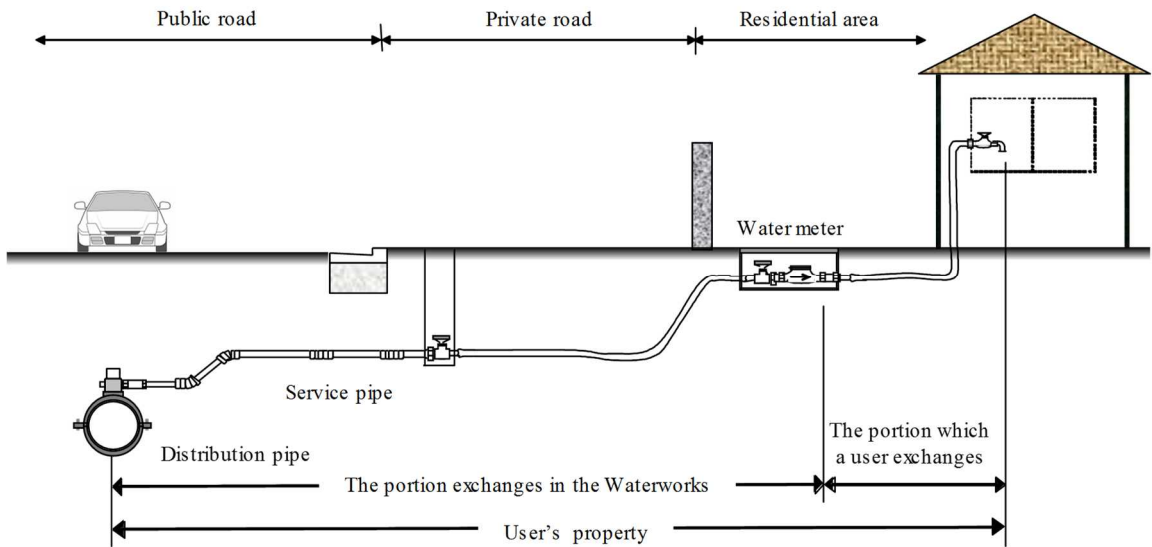 Public road
Private road
Residential area
Water meter
Service pipe
Distribution pipe
The portion which
a user exchanges
The portion exchanges in the Waterworks
User's property